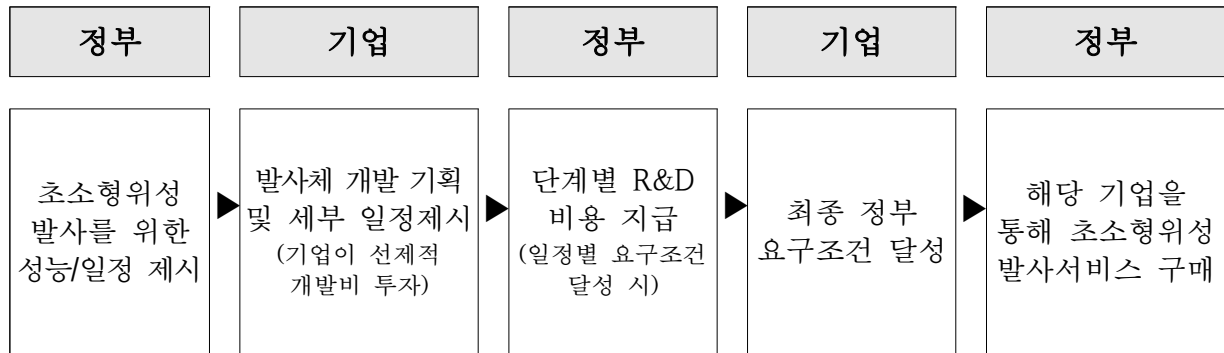 정부
기업
정부
기업
정부
초소형위성
발사를 위한
성능/일정 제시
▶
발사체 개발 기획
및 세부 일정제시
(기업이 선제적
개발비 투자)
▶
단계별 R&D
비용 지급
(일정별 요구조건
달성 시)
▶
최종 정부
요구조건 달성
▶
해당 기업을
통해 초소형위성
발사서비스 구매